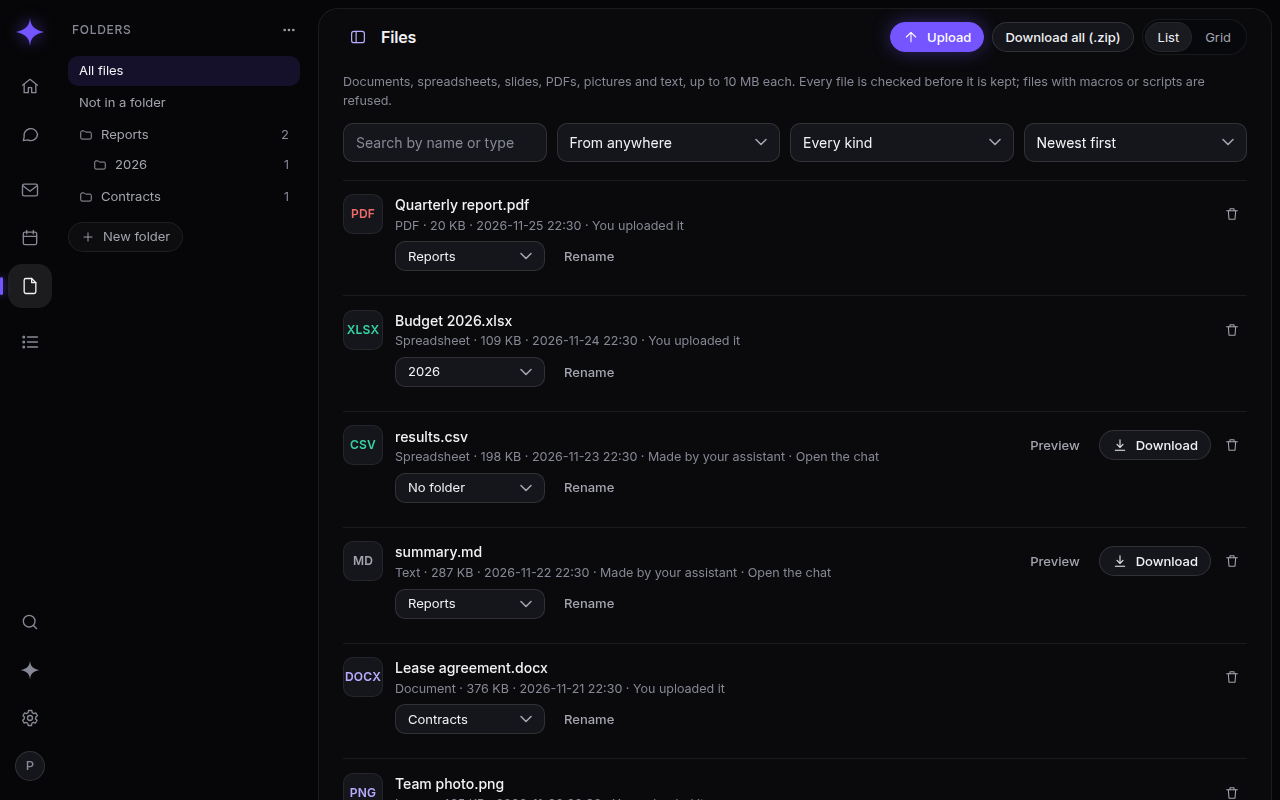 FOLDERS
All files
Not in a folder
Reports 2
2026 1
Contracts 1
New folder
P
Files
Upload
Download all (.zip)
List
Grid
Documents, spreadsheets, slides, PDFs, pictures and text, up to 10 MB each. Every file is checked before it is kept; files with macros or scripts are
refused.
Search by name or type
From anywhere
Every kind
Newest first
PDF
Quarterly report.pdf
PDF · 20 KB · 2026-11-25 22:30 · You uploaded it
Reports
Rename
XLSX
Budget 2026.xlsx
Spreadsheet · 109 KB · 2026-11-24 22:30 · You uploaded it
2026
Rename
CSV
results.csv
Spreadsheet · 198 KB · 2026-11-23 22:30 · Made by your assistant · Open the chat
Preview
Download
No folder
Rename
MD
summary.md
Text · 287 KB · 2026-11-22 22:30 · Made by your assistant · Open the chat
Preview
Download
Reports
Rename
DOCX
Lease agreement.docx
Document · 376 KB · 2026-11-21 22:30 · You uploaded it
Contracts
Rename
PNG
Team photo.png